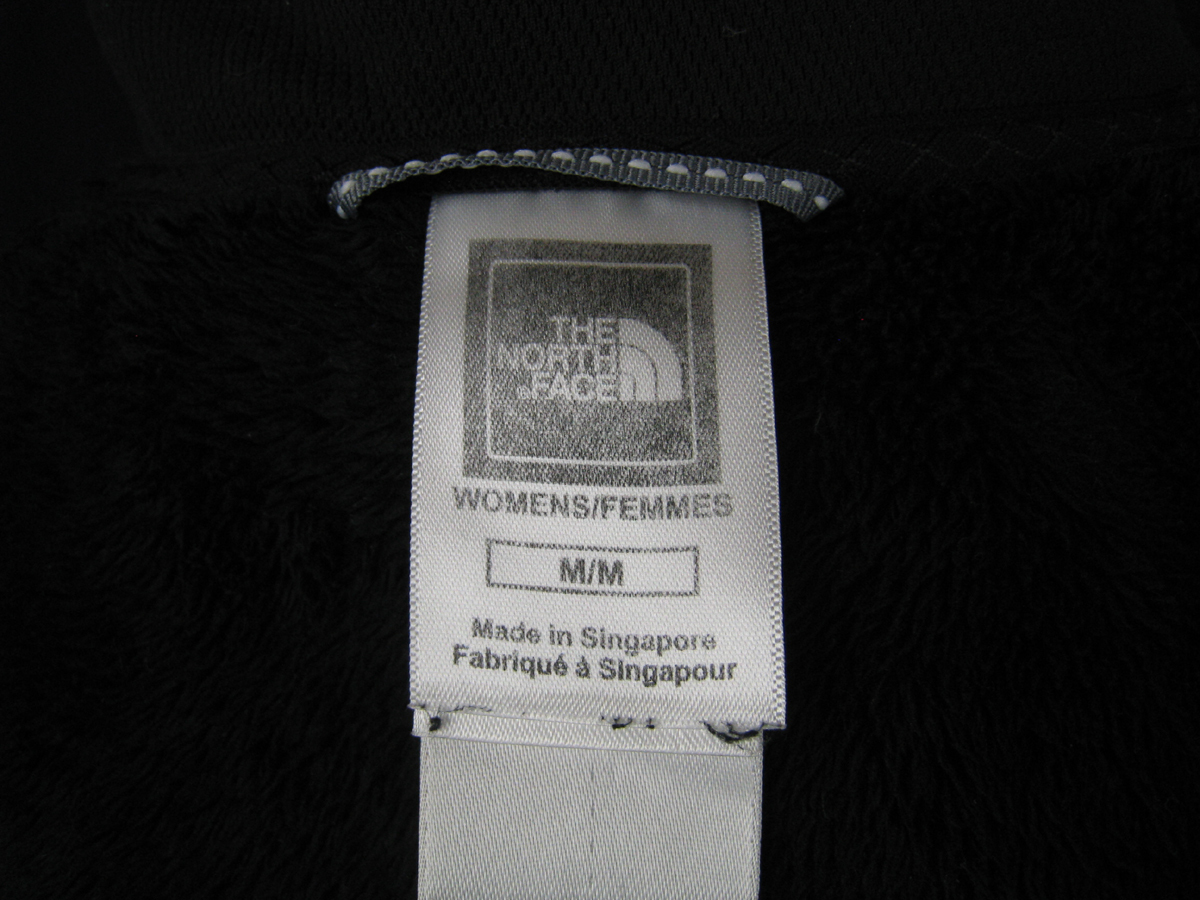 THE
NORTH
FACE
WOMENS/FEMMES
M/M
Made in Singapore
Fabriqué à Singapour